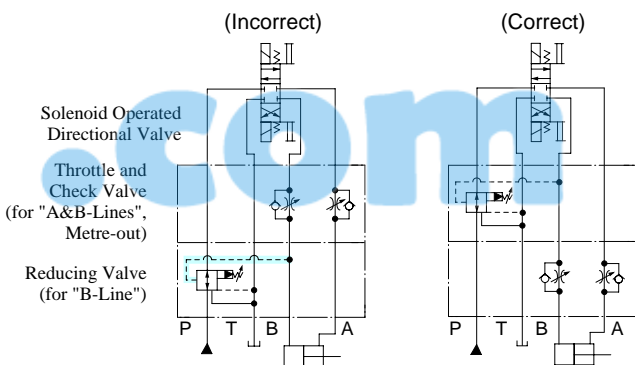 (Incorrect)
(Correct)
Solenoid Operated
Directional Valve
Throttle and
Check Valve
(for "A&B-Lines",
Metre-out)
Reducing Valve
(for "B-Line")
P T B A
P T B A
.com